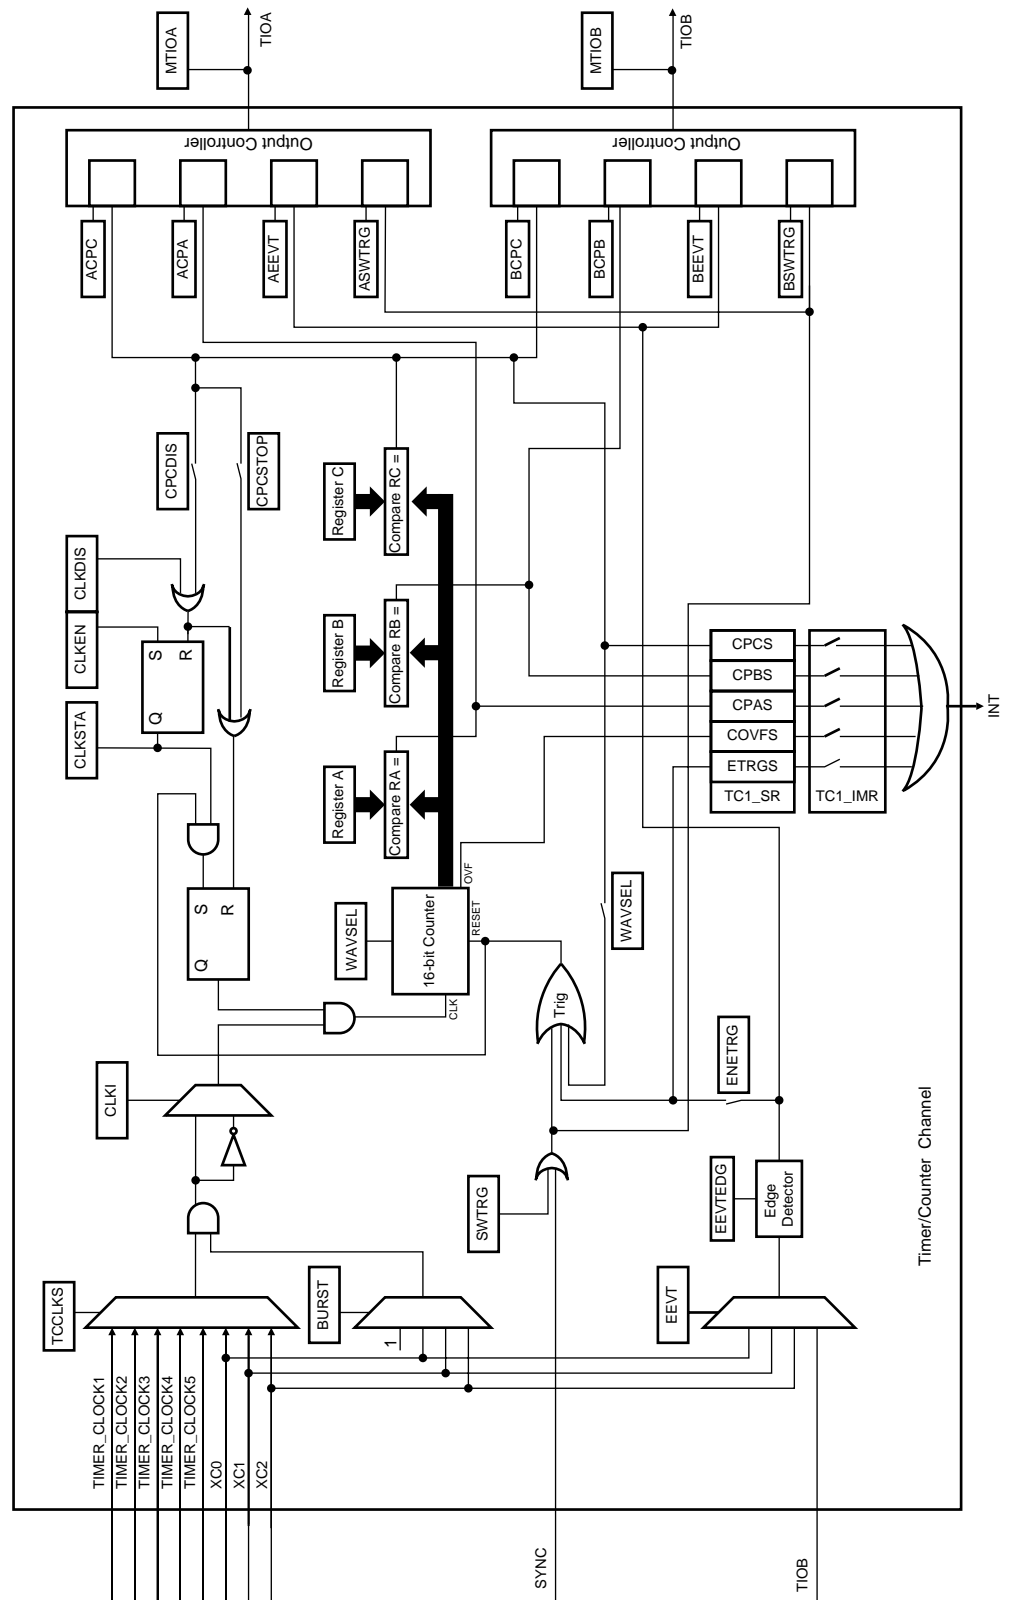 MTIOA
TIOA
MTIOB
TIOB
Output Controller
Output Controller
ACPC
ACPA
AEEVT
ASWTRG
BCPC
BCPB
BEEVT
BSWTRG
CPCDIS
CPCSTOP
CLKDIS
CLKEN
CLKSTA
S
R
Q
Register C
Compare RC =
Register B
Compare RB =
Register A
Compare RA =
CPCS
CPBS
CPAS
COVFS
ETRGS
TC1_SR
TC1_IMR
INT
S
R
Q
WAVSEL
16-bit Counter
OVF
RESET
CLK
WAVSEL
Trig
CLKI
ENETRG
SWTRG
EEVTEDG
Edge
Detector
Timer/Counter Channel
TCCLKS
BURST
1
EEVT
TIMER_CLOCK1
TIMER_CLOCK2
TIMER_CLOCK3
TIMER_CLOCK4
TIMER_CLOCK5
XC0
XC1
XC2
SYNC
TIOB